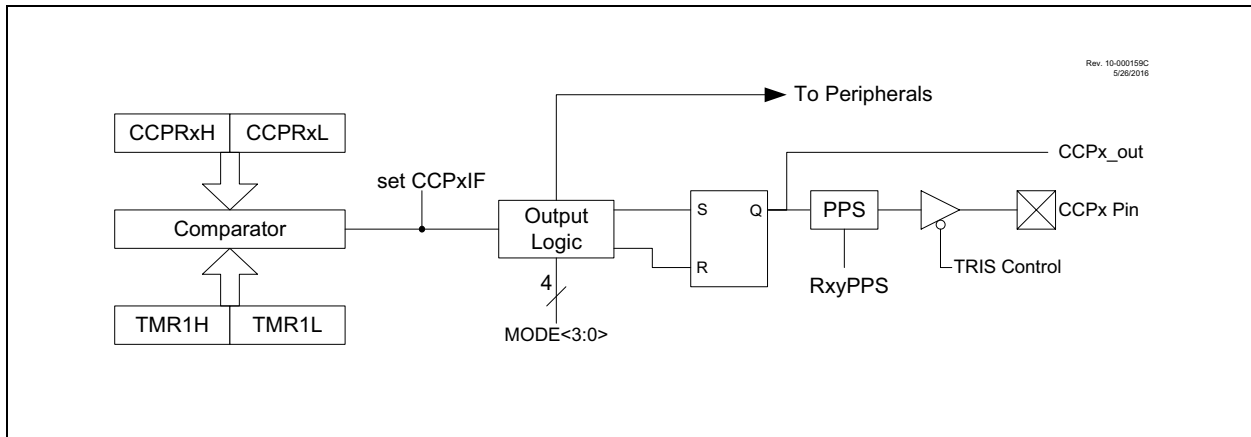 Rev. 10-000159C
5/26/2016
To Peripherals
CCPRxH CCPRxL
CCPx_out
set CCPxIF
Output
Logic
S Q
R
PPS
CCPx Pin
Comparator
TRIS Control
RxyPPS
4
TMR1H TMR1L
MODE<3:0>